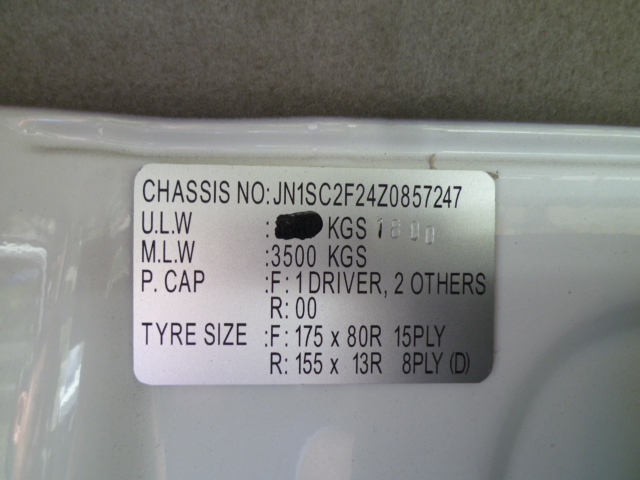 CHASSIS NO:JN1SC2F24Z0857247
U.L.W : KGS 1800
M.L.W :3500 KGS
P. CAP :F: 1 DRIVER, 2 OTHERS
R: 00
TYRE SIZE :F: 175 x 80R 15PLY
R: 155 x 13R 8PLY (D)